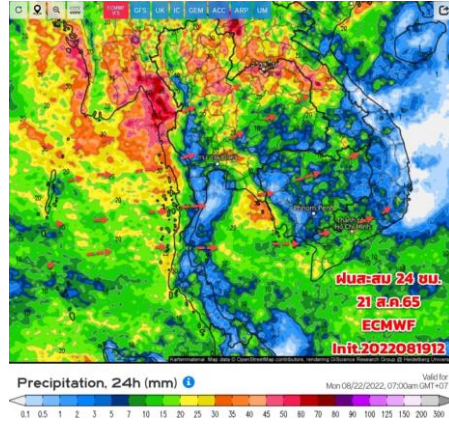 ECMWF IFS GFS UK IC GEM ACC ARP UM
Phnom Penh
Thành phố
Hồ Chí Minh
ฝนสะสม 24 ชม.
21 ส.ค.65
ECMWF
Init.2022081912
Kartenmaterial: Map data © OpenStreetMap contributors, rendering GIScience Research Group @ Heidelberg Univer
Precipitation, 24h (mm)
Valid for
Mon 08/22/2022, 07:00am GMT+07
0.1 0.5 1 2 3 5 7 10 15 20 25 30 35 40 45 50 60 70 80 90 100 125 150 200 300